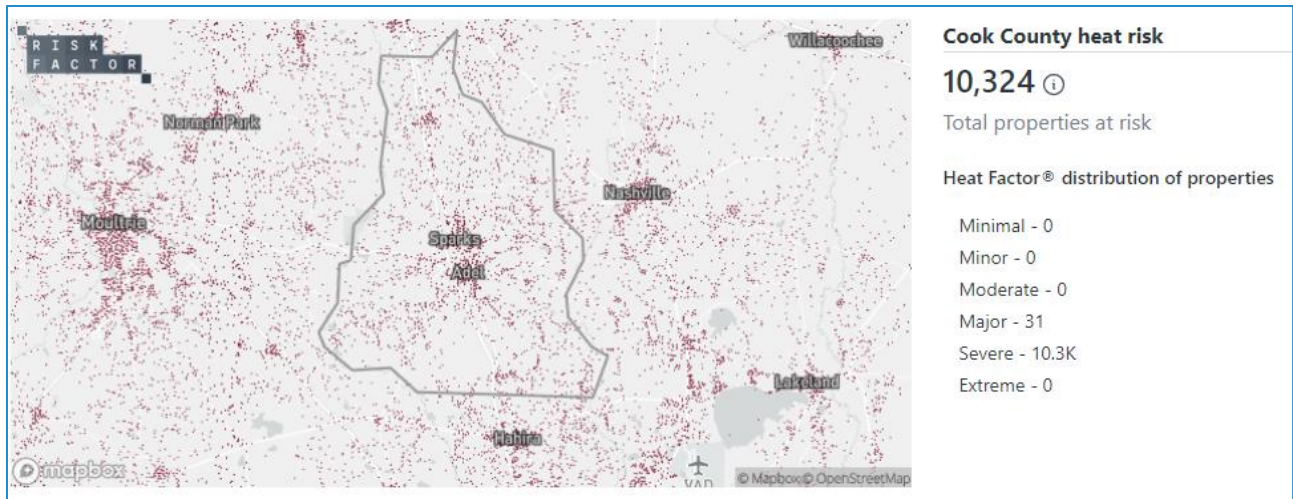 RISK
FACTOR
Willacoochee
Norman Park
Nashville
Moultrie
Sparks
Adel
Lakeland
Hahira
VAD
mapbox
© Mapbox © OpenStreetMap
Cook County heat risk
10,324
Total properties at risk
Heat Factor® distribution of properties
Minimal - 0
Minor - 0
Moderate - 0
Major - 31
Severe - 10.3K
Extreme - 0